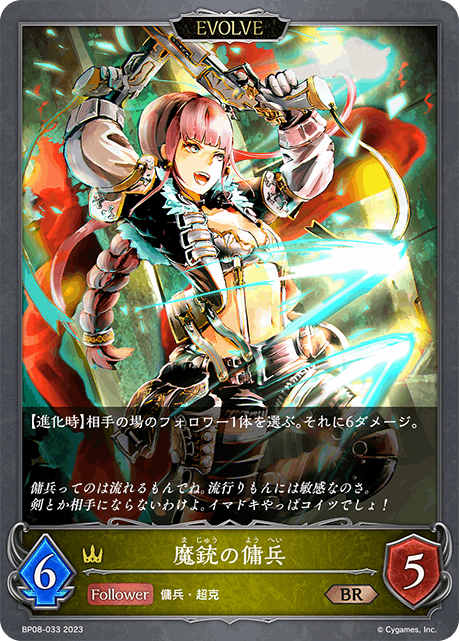 EVOLVE
【進化時】相手の場のフォロワー1体を選ぶ。それに6ダメージ。
傭兵ってのは流れるもんでね。流行りもんには敏感なのさ。
剣とか相手にならないわけよ。イマドキやっぱコイツでしょ！
ま じゅう よう へい
魔銃の傭兵
6
Follower 傭兵・超克
BR
5
BP08-033 2023
© Cygames, Inc.